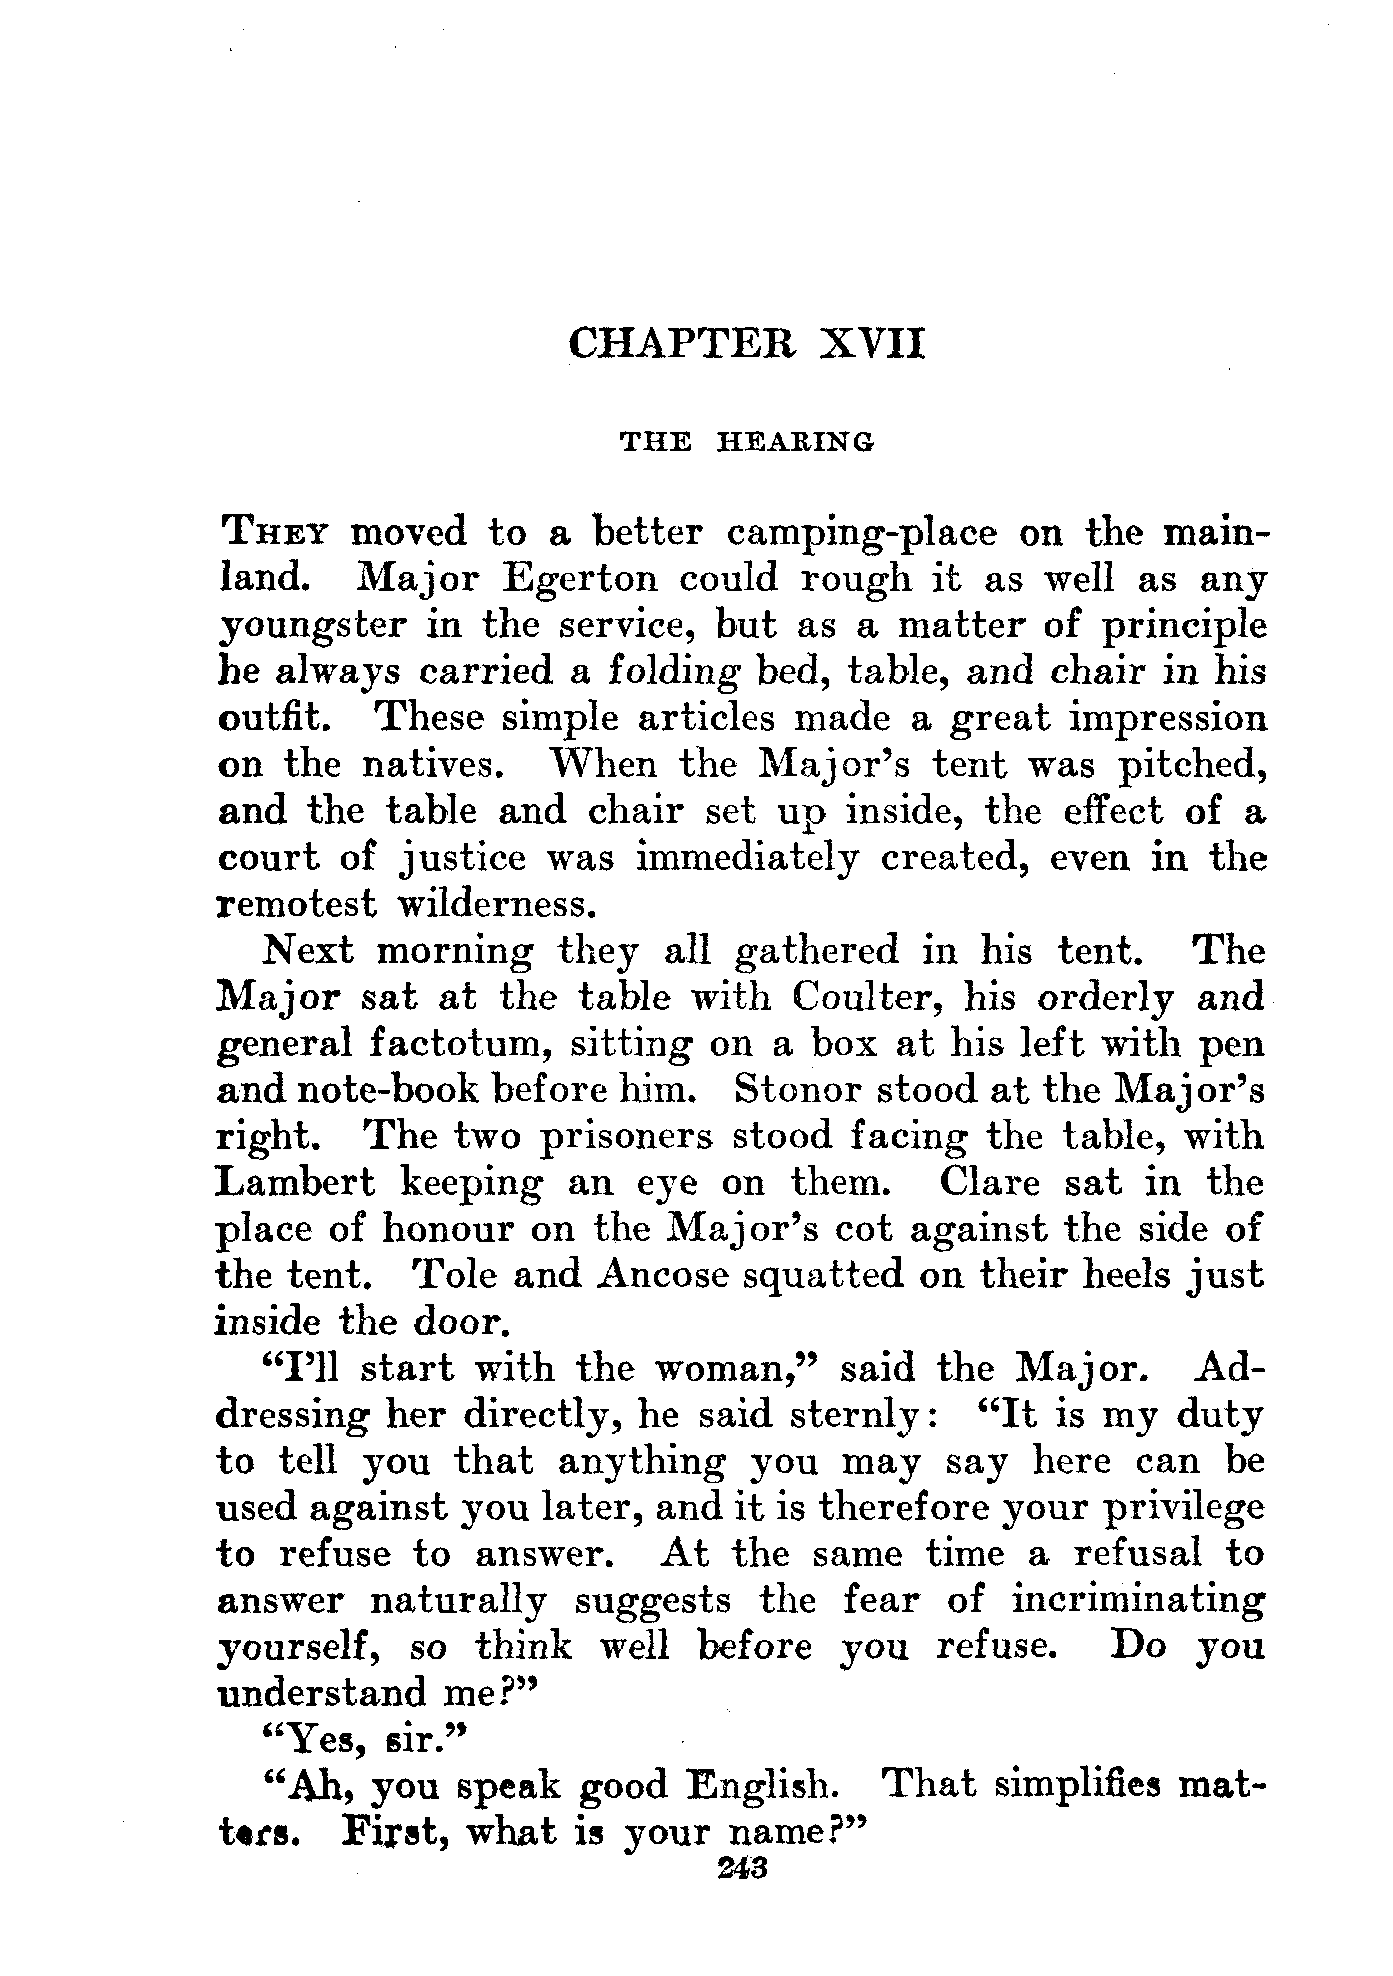 CHAPTER XVII
THE HEARING
THEY moved to a better camping-place on the main-
land. Major Egerton could rough it as well as any
youngster in the service, but as a matter of principle
he always carried a folding bed, table, and chair in his
outfit. These simple articles made a great impression
on the natives. When the Major's tent was pitched,
and the table and chair set up inside, the effect of a
court of justice was immediately created, even in the
remotest wilderness.
Next morning they all gathered in his tent. The
Major sat at the table with Coulter, his orderly and
general factotum, sitting on a box at his left with pen
and note-book before him. Stonor stood at the Major's
right. The two prisoners stood facing the table, with
Lambert keeping an eye on them. Clare sat in the
place of honour on the Major's cot against the side of
the tent. Tole and Ancose squatted on their heels just
inside the door.
"I'll start with the woman," said the Major. Ad-
dressing her directly, he said sternly: "It is my duty
to tell you that anything you may say here can be
used against you later, and it is therefore your privilege
to refuse to answer. At the same time a refusal to
answer naturally suggests the fear of incriminating
yourself, so think well before you refuse. Do you
understand me?"
"Yes, sir."
"Ah, you speak good English. That simplifies mat-
ters. First, what is your name?"
243